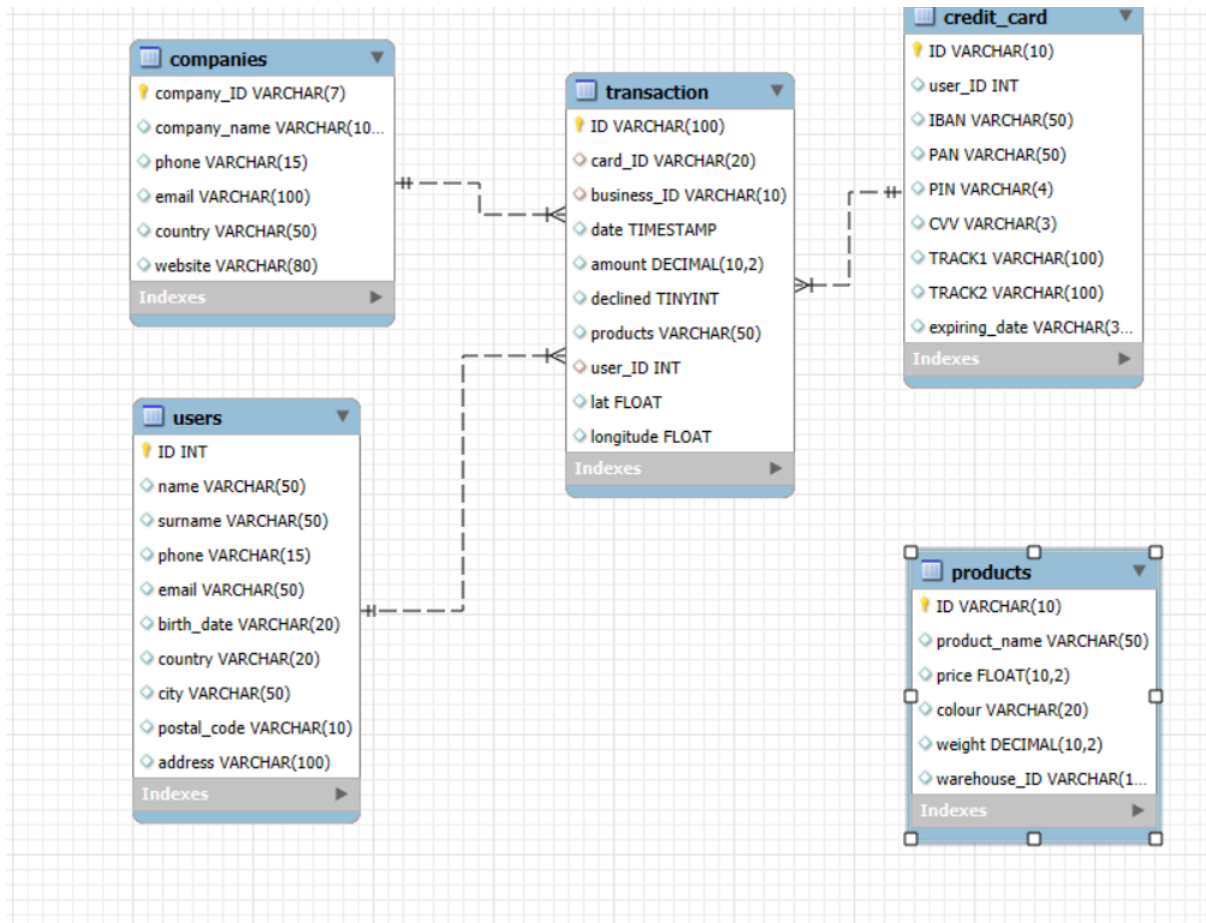 companies
company_ID VARCHAR(7)
company_name VARCHAR(10...
phone VARCHAR(15)
email VARCHAR(100)
country VARCHAR(50)
website VARCHAR(80)
Indexes
users
ID INT
name VARCHAR(50)
surname VARCHAR(50)
phone VARCHAR(15)
email VARCHAR(50)
birth_date VARCHAR(20)
country VARCHAR(20)
city VARCHAR(50)
postal_code VARCHAR(10)
address VARCHAR(100)
Indexes
transaction
ID VARCHAR(100)
card_ID VARCHAR(20)
business_ID VARCHAR(10)
date TIMESTAMP
amount DECIMAL(10,2)
declined TINYINT
products VARCHAR(50)
user_ID INT
lat FLOAT
longitude FLOAT
Indexes
credit_card
ID VARCHAR(10)
user_ID INT
IBAN VARCHAR(50)
PAN VARCHAR(50)
PIN VARCHAR(4)
CVV VARCHAR(3)
TRACK1 VARCHAR(100)
TRACK2 VARCHAR(100)
expiring_date VARCHAR(3...
Indexes
products
ID VARCHAR(10)
product_name VARCHAR(50)
price FLOAT(10,2)
colour VARCHAR(20)
weight DECIMAL(10,2)
warehouse_ID VARCHAR(1...
Indexes